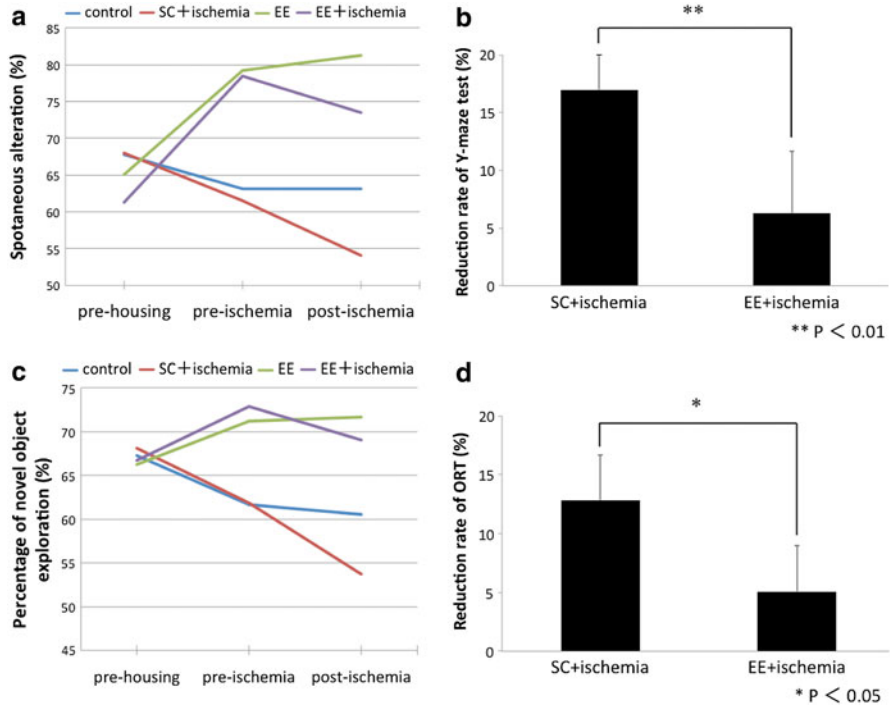 a
control SC+ischemia EE EE+ischemia
Spotaneous alteration (%)
85
80
75
70
65
60
55
50
pre-housing pre-ischemia post-ischemia
b
**
Reduction rate of Y-maze test (%)
20
15
10
5
0
SC+ischemia EE+ischemia
** P < 0.01
c
control SC+ischemia EE EE+ischemia
Percentage of novel object
exploration (%)
75
70
65
60
55
50
45
pre-housing pre-ischemia post-ischemia
d
*
Reduction rate of ORT (%)
20
15
10
5
0
SC+ischemia EE+ischemia
* P < 0.05